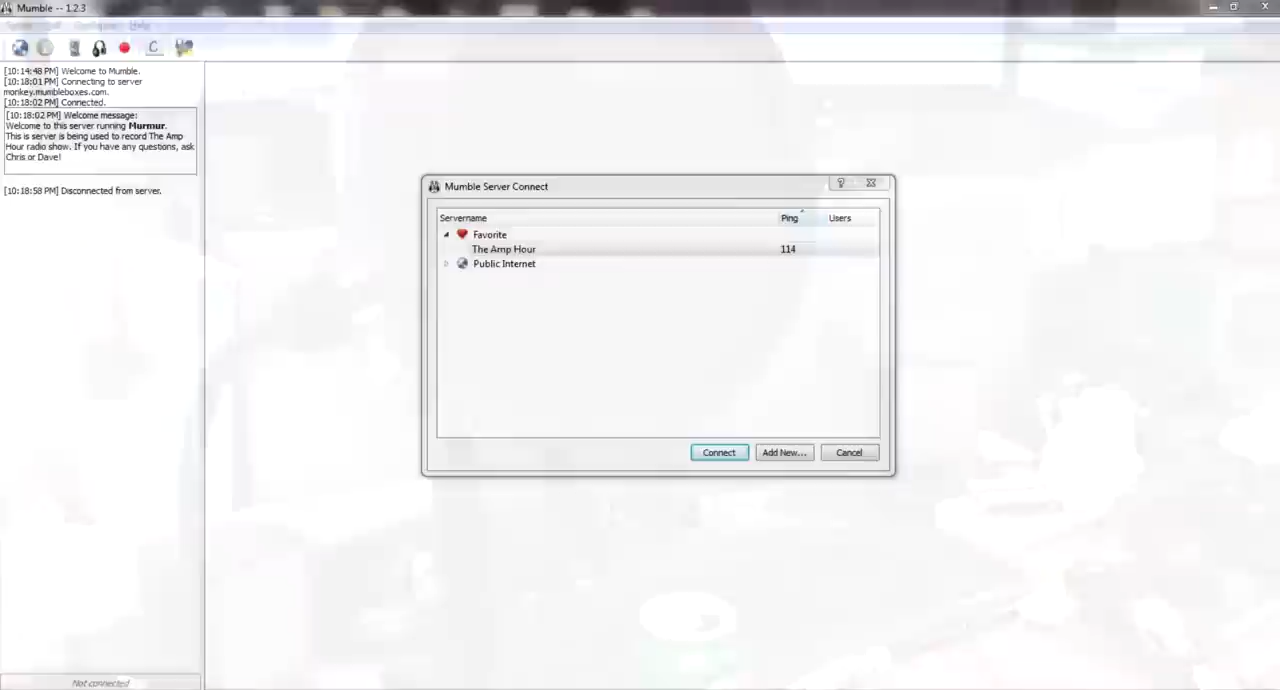 Mumble -- 1.2.3
Help
[10:14:48 PM] Welcome to Mumble.
[10:18:01 PM] Connecting to server
monkey.mumbleboxes.com.
[10:18:02 PM] Connected.
[10:18:02 PM] Welcome message:
Welcome to this server running Murmur.
This is server is being used to record The Amp
Hour radio show. If you have any questions, ask
Chris or Dave!
[10:18:58 PM] Disconnected from server.
Mumble Server Connect
Servername Ping Users
Favorite
The Amp Hour 114
Public Internet
Connect Add New... Cancel
Not connected